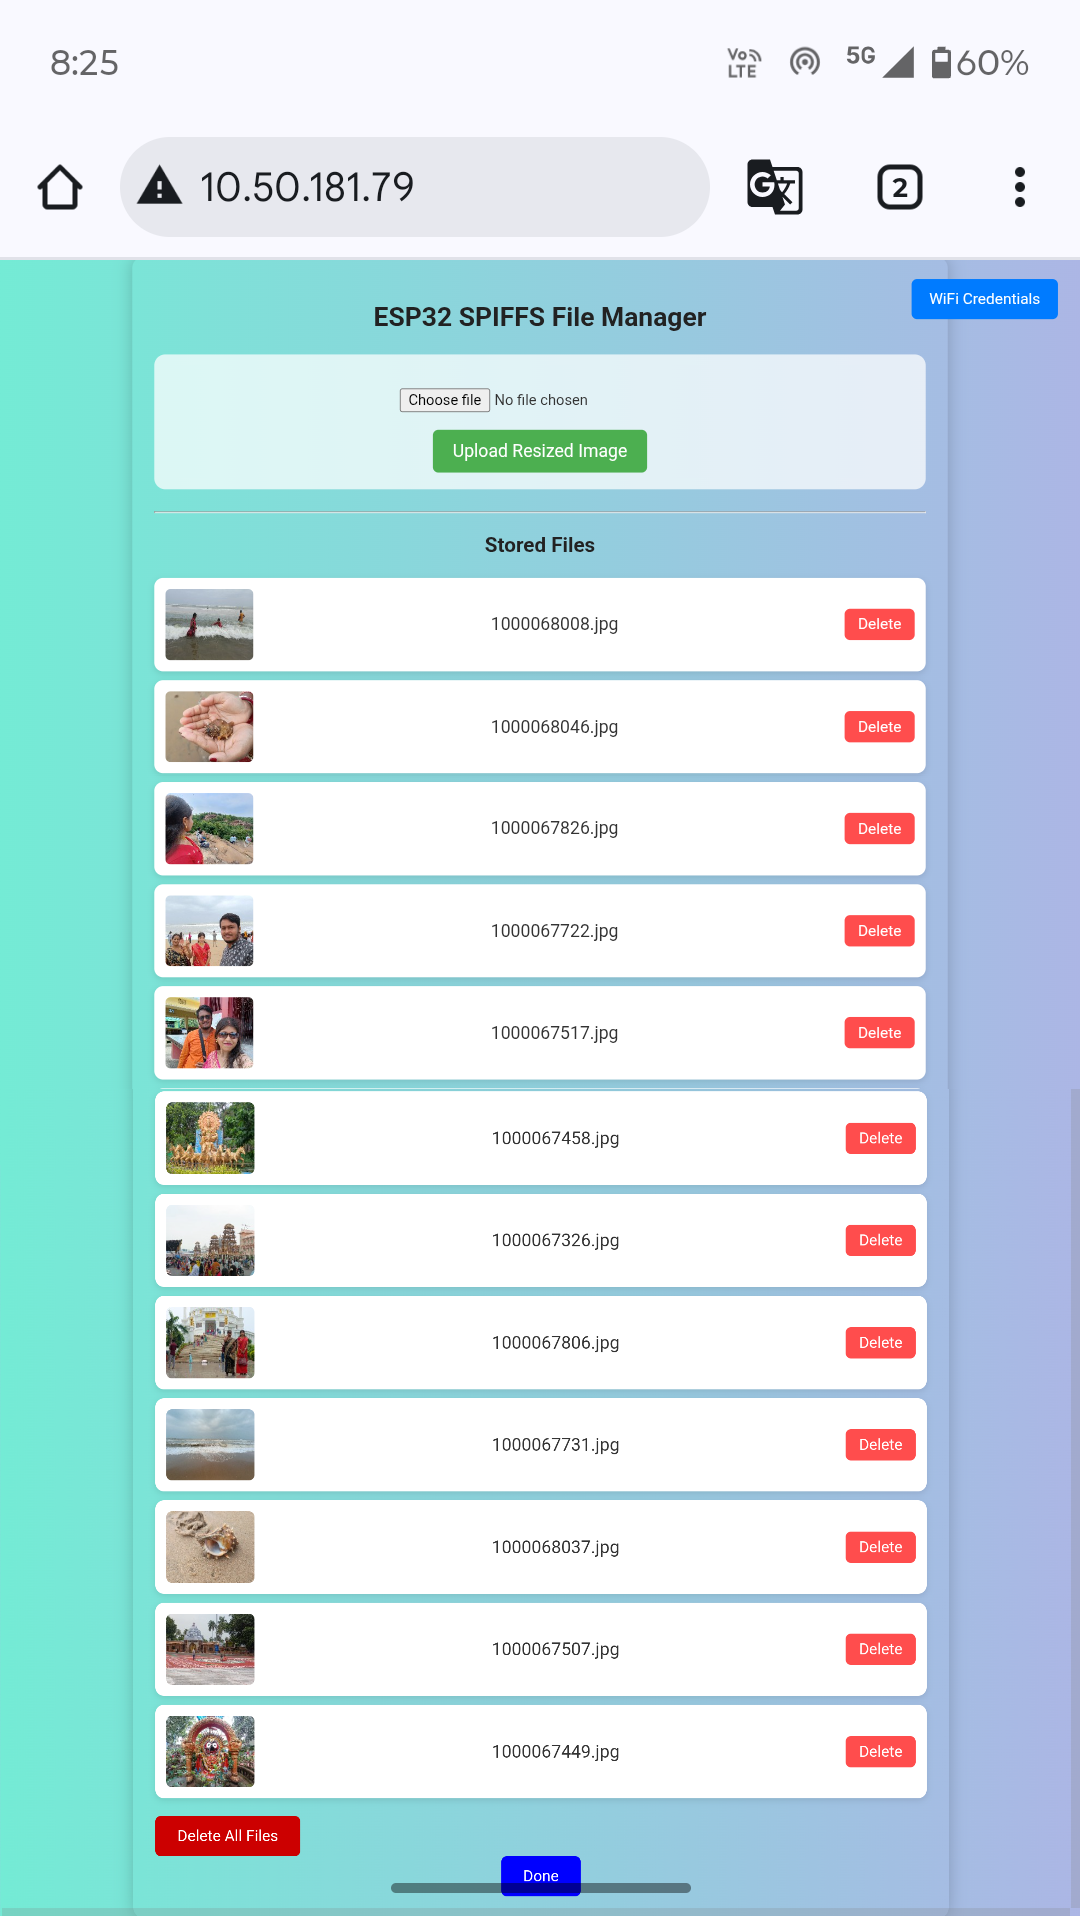 8:25
Vo LTE 5G 60%
10.50.181.79
G 文 2
WiFi Credentials
ESP32 SPIFFS File Manager
Choose file No file chosen
Upload Resized Image
Stored Files
1000068008.jpg Delete
1000068046.jpg Delete
1000067826.jpg Delete
1000067722.jpg Delete
1000067517.jpg Delete
1000067458.jpg Delete
1000067326.jpg Delete
1000067806.jpg Delete
1000067731.jpg Delete
1000068037.jpg Delete
1000067507.jpg Delete
1000067449.jpg Delete
Delete All Files
Done